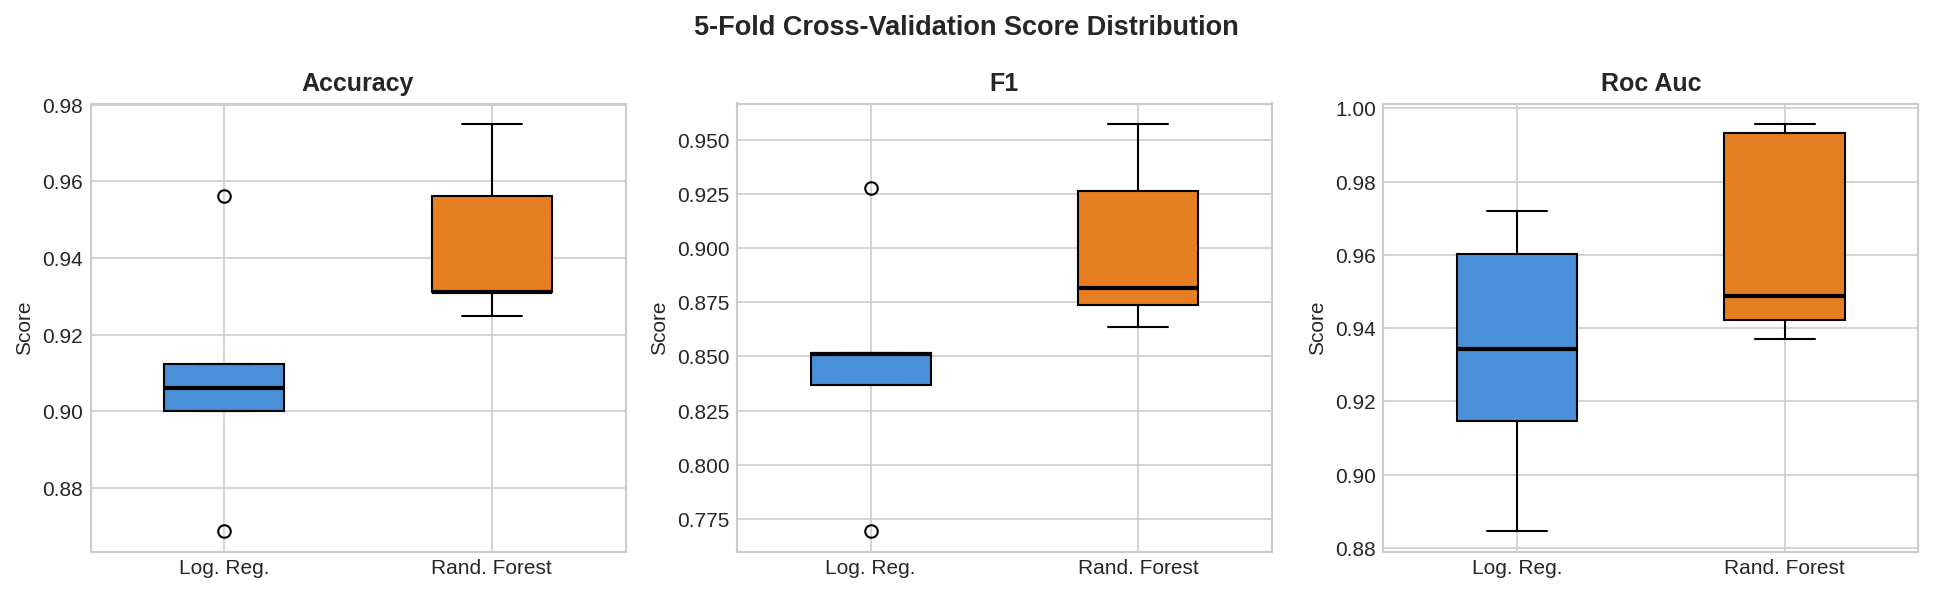 5-Fold Cross-Validation Score Distribution
Accuracy
Score
0.98
0.96
0.94
0.92
0.90
0.88
Log. Reg.
Rand. Forest
F1
Score
0.950
0.925
0.900
0.875
0.850
0.825
0.800
0.775
Log. Reg.
Rand. Forest
Roc Auc
Score
1.00
0.98
0.96
0.94
0.92
0.90
0.88
Log. Reg.
Rand. Forest